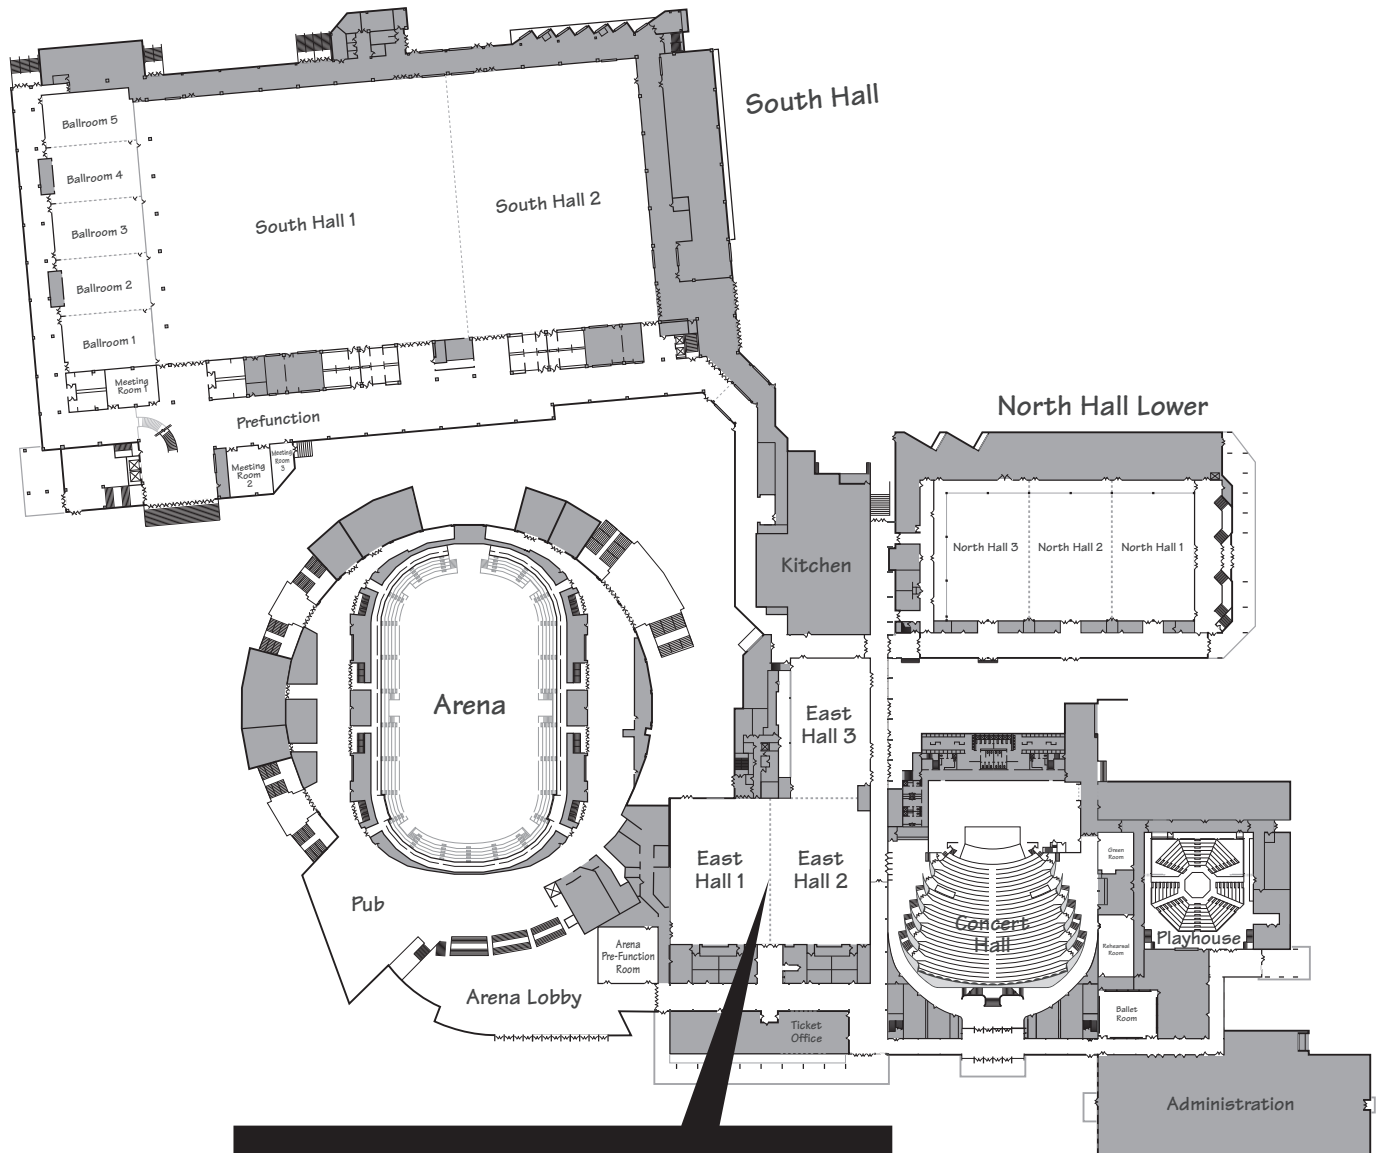 South Hall
Ballroom 5
Ballroom 4
Ballroom 3
Ballroom 2
Ballroom 1
South Hall 1
South Hall 2
Meeting
Room 1
Prefunction
Meeting
Room
2
Meeting
Room
3
North Hall Lower
North Hall 3
North Hall 2
North Hall 1
Kitchen
Arena
East
Hall 3
East
Hall 1
East
Hall 2
Pub
Arena
Pre-Function
Room
Arena Lobby
Ticket
Office
Concert
Hall
Green
Room
Rehearsal
Room
Playhouse
Ballet
Room
Administration